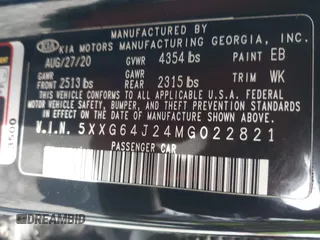 MANUFACTURED BY
KIA KIA MOTORS MANUFACTURING GEORGIA, INC.
AUG/27/20 GVWR 4354 lbs PAINT EB
GAWR FRONT 2513 lbs GAWR REAR 2315 lbs TRIM WK
THIS VEHICLE CONFORMS TO ALL APPLICABLE U.S.A. FEDERAL
MOTOR VEHICLE SAFETY, BUMPER, AND THEFT PREVENTION
STANDARDS IN EFFECT ON THE DATE OF MANUFACTURE
SHOWN ABOVE.
V.I.N. 5XXG64J24MG022821
PASSENGER CAR
3500
DREAMBID